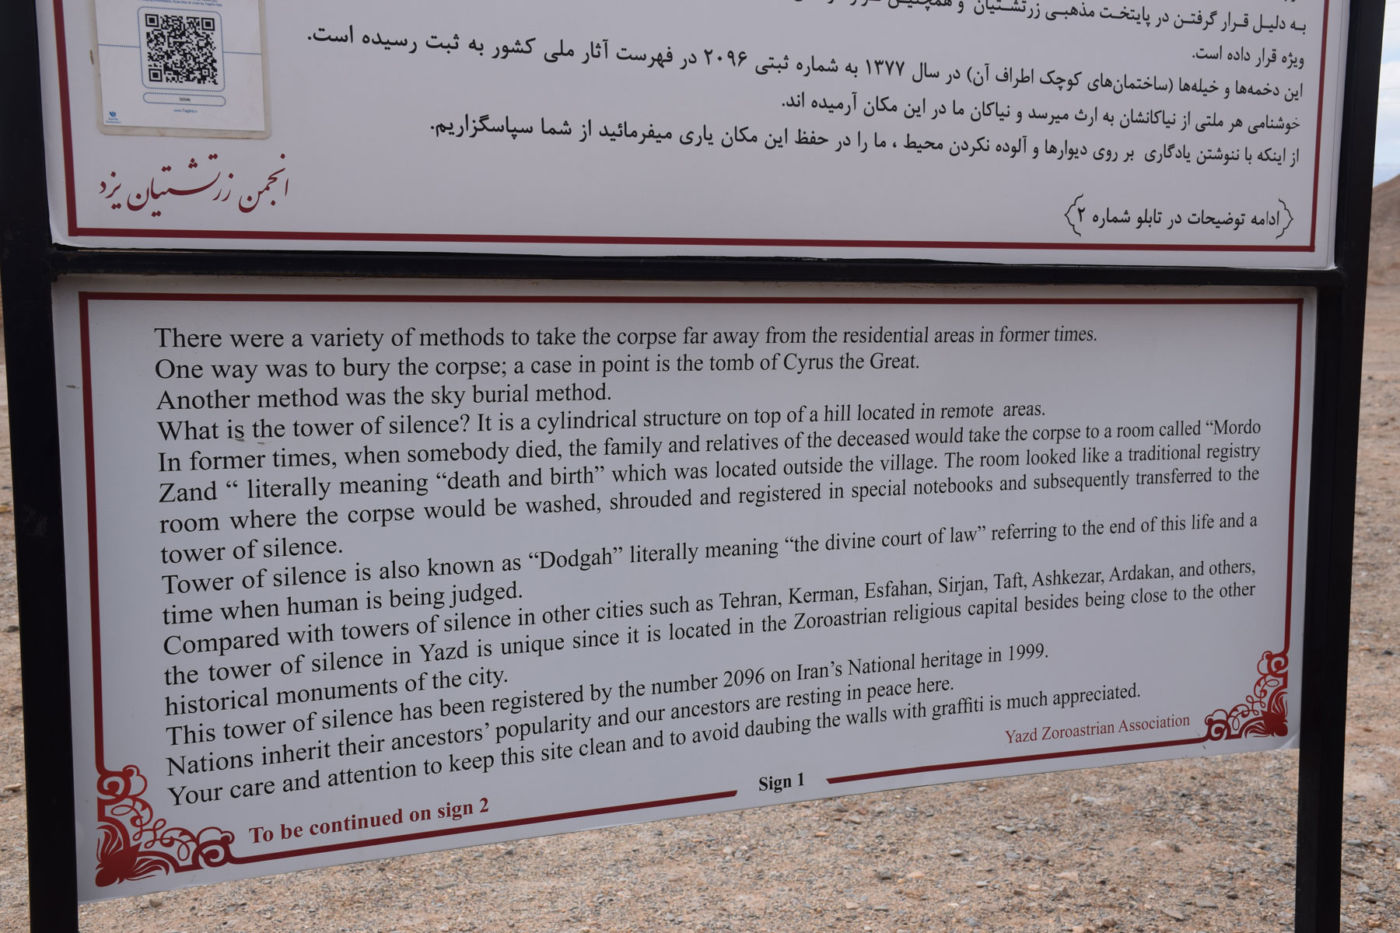 به دلیل قرار گرفتن در پایتخت مذهبی زرتشتیان و همچنین
ویژه قرار داده است.
این دخمه‌ها و خیله‌ها (ساختمان‌های کوچک اطراف آن) در سال ۱۳۷۷ به شماره ثبتی ۲۰۹۶ در فهرست آثار ملی کشور به ثبت رسیده است.
خوشنامی هر ملتی از نیاکانشان به ارث میرسد و نیاکان ما در این مکان آرمیده اند.
از اینکه با ننوشتن یادگاری بر روی دیوارها و آلوده نکردن محیط ، ما را در حفظ این مکان یاری میفرمائید از شما سپاسگزاریم.
انجمن زرتشتیان یزد
{ادامه توضیحات در تابلو شماره ۲}
There were a variety of methods to take the corpse far away from the residential areas in former times.
One way was to bury the corpse; a case in point is the tomb of Cyrus the Great.
Another method was the sky burial method.
What is the tower of silence? It is a cylindrical structure on top of a hill located in remote areas.
In former times, when somebody died, the family and relatives of the deceased would take the corpse to a room called “Mordo
Zand “ literally meaning “death and birth” which was located outside the village. The room looked like a traditional registry
room where the corpse would be washed, shrouded and registered in special notebooks and subsequently transferred to the
tower of silence.
Tower of silence is also known as “Dodgah” literally meaning “the divine court of law” referring to the end of this life and a
time when human is being judged.
Compared with towers of silence in other cities such as Tehran, Kerman, Esfahan, Sirjan, Taft, Ashkezar, Ardakan, and others,
the tower of silence in Yazd is unique since it is located in the Zoroastrian religious capital besides being close to the other
historical monuments of the city.
This tower of silence has been registered by the number 2096 on Iran’s National heritage in 1999.
Nations inherit their ancestors’ popularity and our ancestors are resting in peace here.
Your care and attention to keep this site clean and to avoid daubing the walls with graffiti is much appreciated.
Yazd Zoroastrian Association
Sign 1
To be continued on sign 2